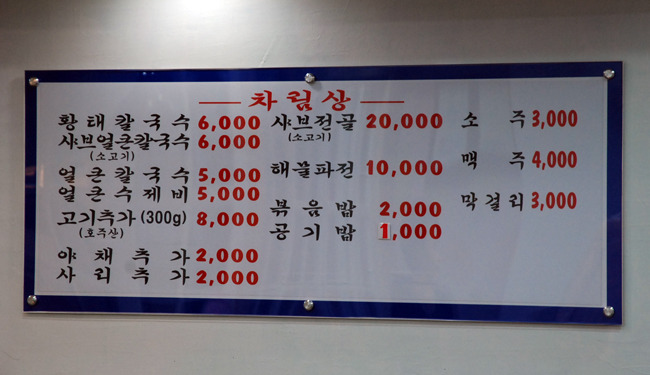 차림상
황태칼국수 6,000
샤브얼큰칼국수 6,000
(소고기)
얼큰칼국수 5,000
얼큰수제비 5,000
고기추가 (300g) 8,000
(호주산)
야채추가 2,000
사리추가 2,000
샤브전골 20,000
(소고기)
해물파전 10,000
볶음밥 2,000
공기밥 1,000
소주 3,000
맥주 4,000
막걸리 3,000